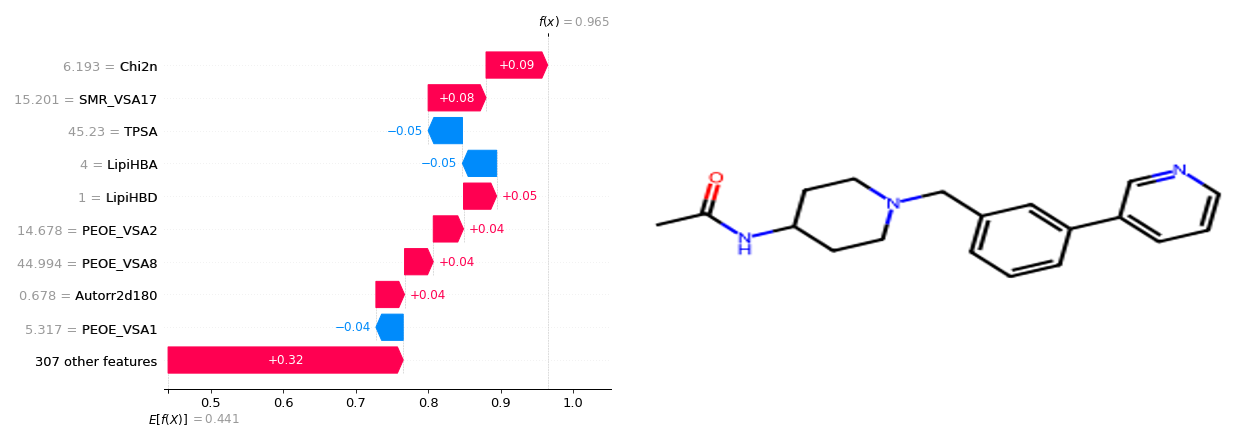 f(x) = 0.965
6.193 = Chi2n +0.09
15.201 = SMR_VSA17 +0.08
45.23 = TPSA −0.05
4 = LipiHBA −0.05
1 = LipiHBD +0.05
14.678 = PEOE_VSA2 +0.04
44.994 = PEOE_VSA8 +0.04
0.678 = Autorr2d180 +0.04
5.317 = PEOE_VSA1 −0.04
307 other features +0.32
0.5 0.6 0.7 0.8 0.9 1.0
E[f(X)] = 0.441
O
N
H
N
N